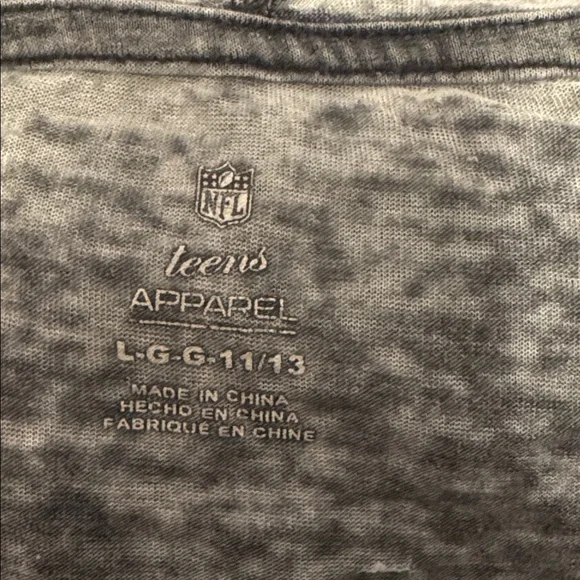 NFL
teens
APPAREL
L-G-G-11/13
MADE IN CHINA
HECHO EN CHINA
FABRIQUÉ EN CHINE